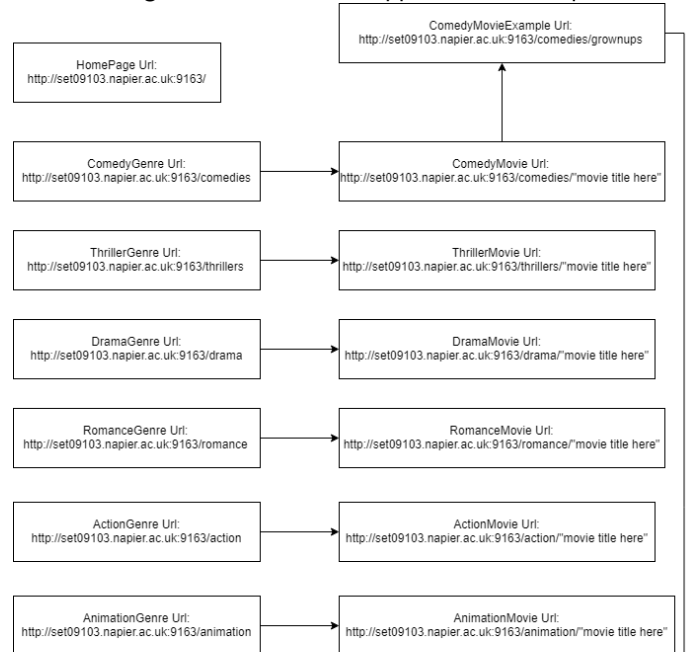 ComedyMovieExample Url:
http://set09103.napier.ac.uk:9163/comedies/grownups
HomePage Url:
http://set09103.napier.ac.uk:9163/
ComedyGenre Url:
http://set09103.napier.ac.uk:9163/comedies
ComedyMovie Url:
http://set09103.napier.ac.uk:9163/comedies/"movie title here"
ThrillerGenre Url:
http://set09103.napier.ac.uk:9163/thrillers
ThrillerMovie Url:
http://set09103.napier.ac.uk:9163/thrillers/"movie title here"
DramaGenre Url:
http://set09103.napier.ac.uk:9163/drama
DramaMovie Url:
http://set09103.napier.ac.uk:9163/drama/"movie title here"
RomanceGenre Url:
http://set09103.napier.ac.uk:9163/romance
RomanceMovie Url:
http://set09103.napier.ac.uk:9163/romance/"movie title here"
ActionGenre Url:
http://set09103.napier.ac.uk:9163/action
ActionMovie Url:
http://set09103.napier.ac.uk:9163/action/"movie title here"
AnimationGenre Url:
http://set09103.napier.ac.uk:9163/animation
AnimationMovie Url:
http://set09103.napier.ac.uk:9163/animation/"movie title here"